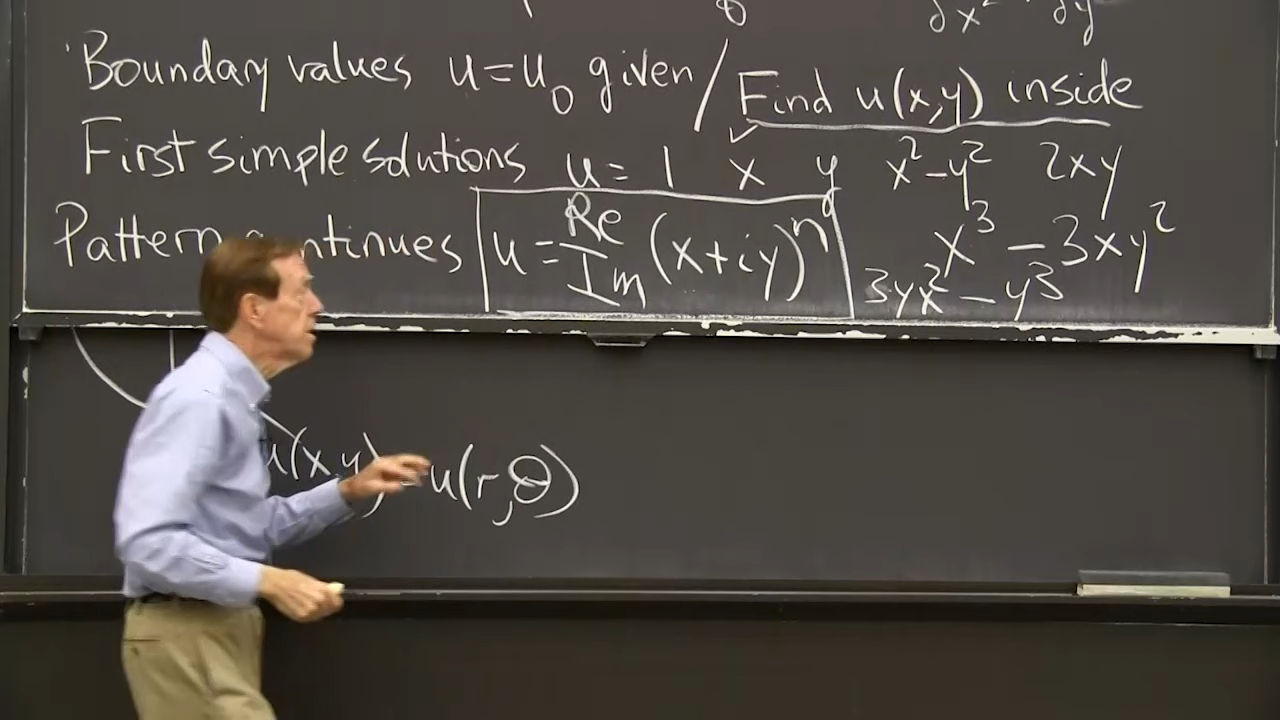 ∂x² ∂y
Boundary values u=u₀ given / Find u(x,y) inside
First simple solutions u = 1 x y x²-y² 2xy
Pattern continues u = Re/Im (x+iy)ⁿ x³ - 3xy²
3yx² - y³
u(x,y) = u(r,θ)